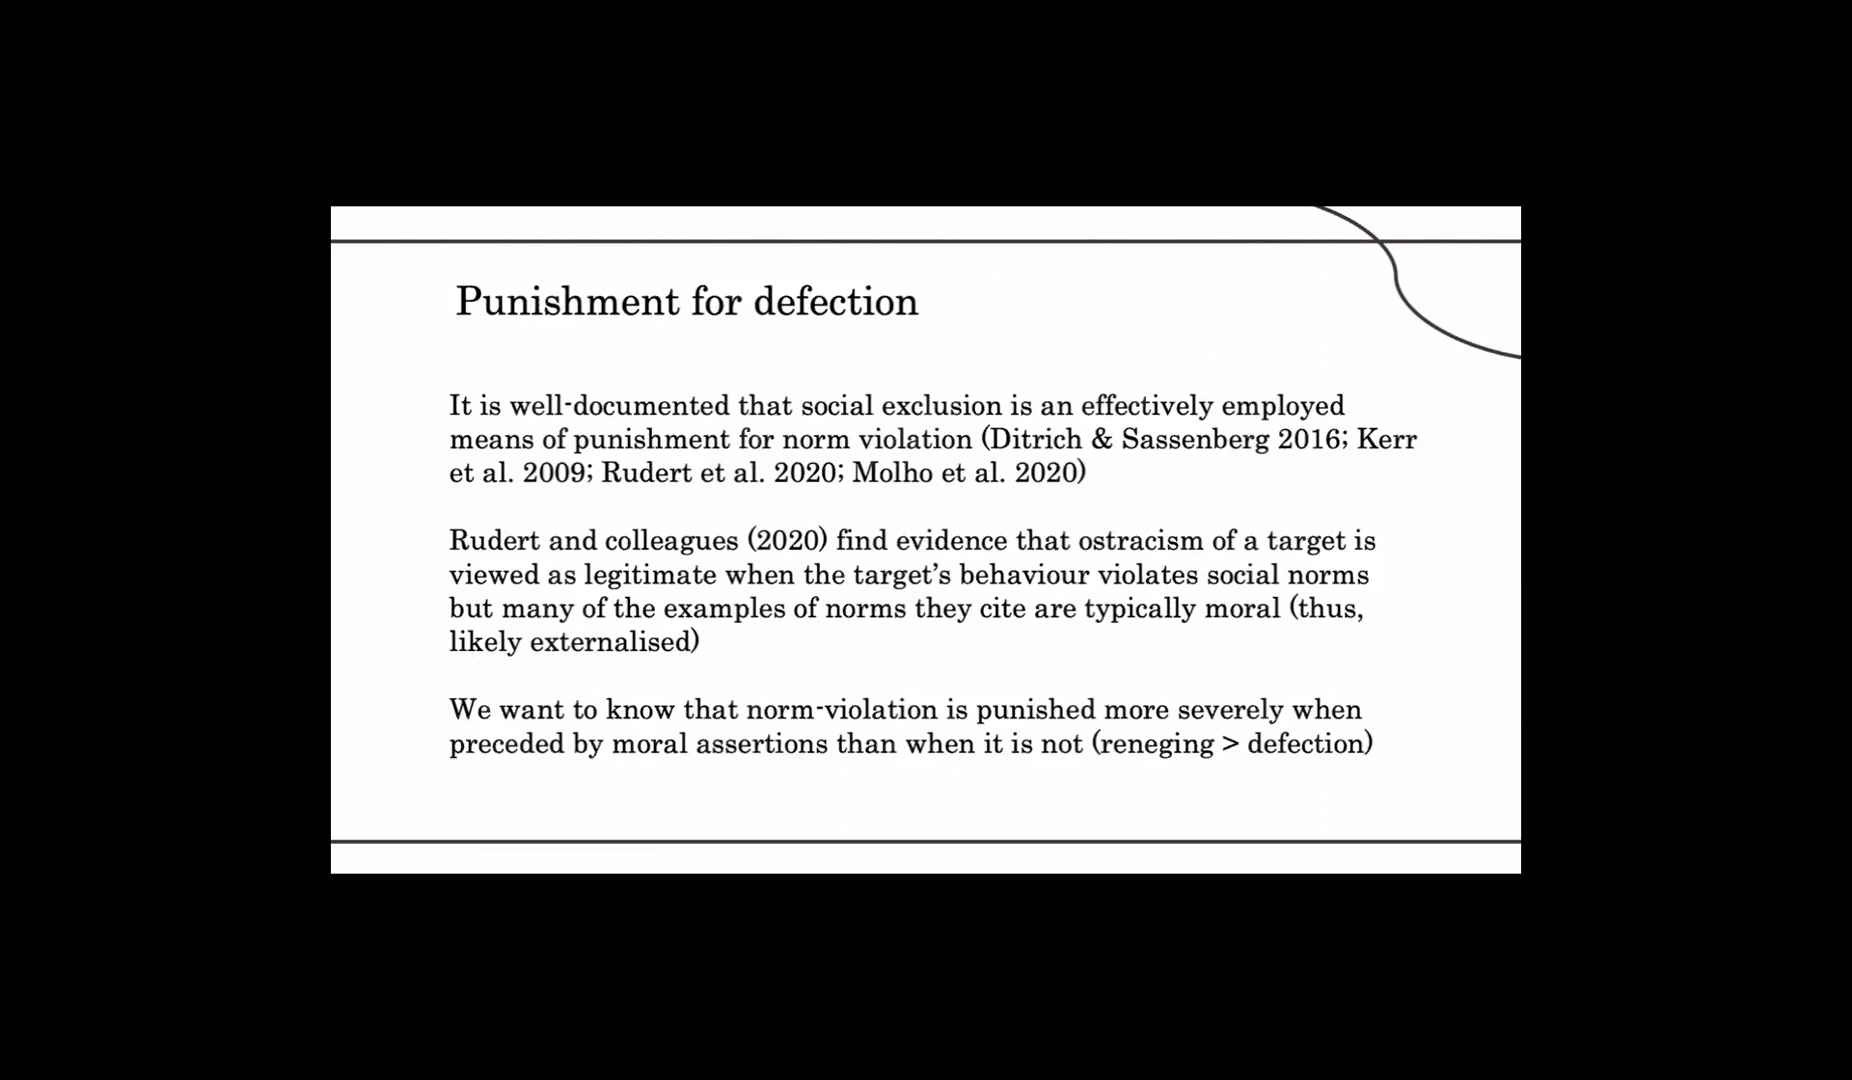 Punishment for defection
It is well-documented that social exclusion is an effectively employed
means of punishment for norm violation (Ditrich & Sassenberg 2016; Kerr
et al. 2009; Rudert et al. 2020; Molho et al. 2020)
Rudert and colleagues (2020) find evidence that ostracism of a target is
viewed as legitimate when the target’s behaviour violates social norms
but many of the examples of norms they cite are typically moral (thus,
likely externalised)
We want to know that norm-violation is punished more severely when
preceded by moral assertions than when it is not (reneging > defection)